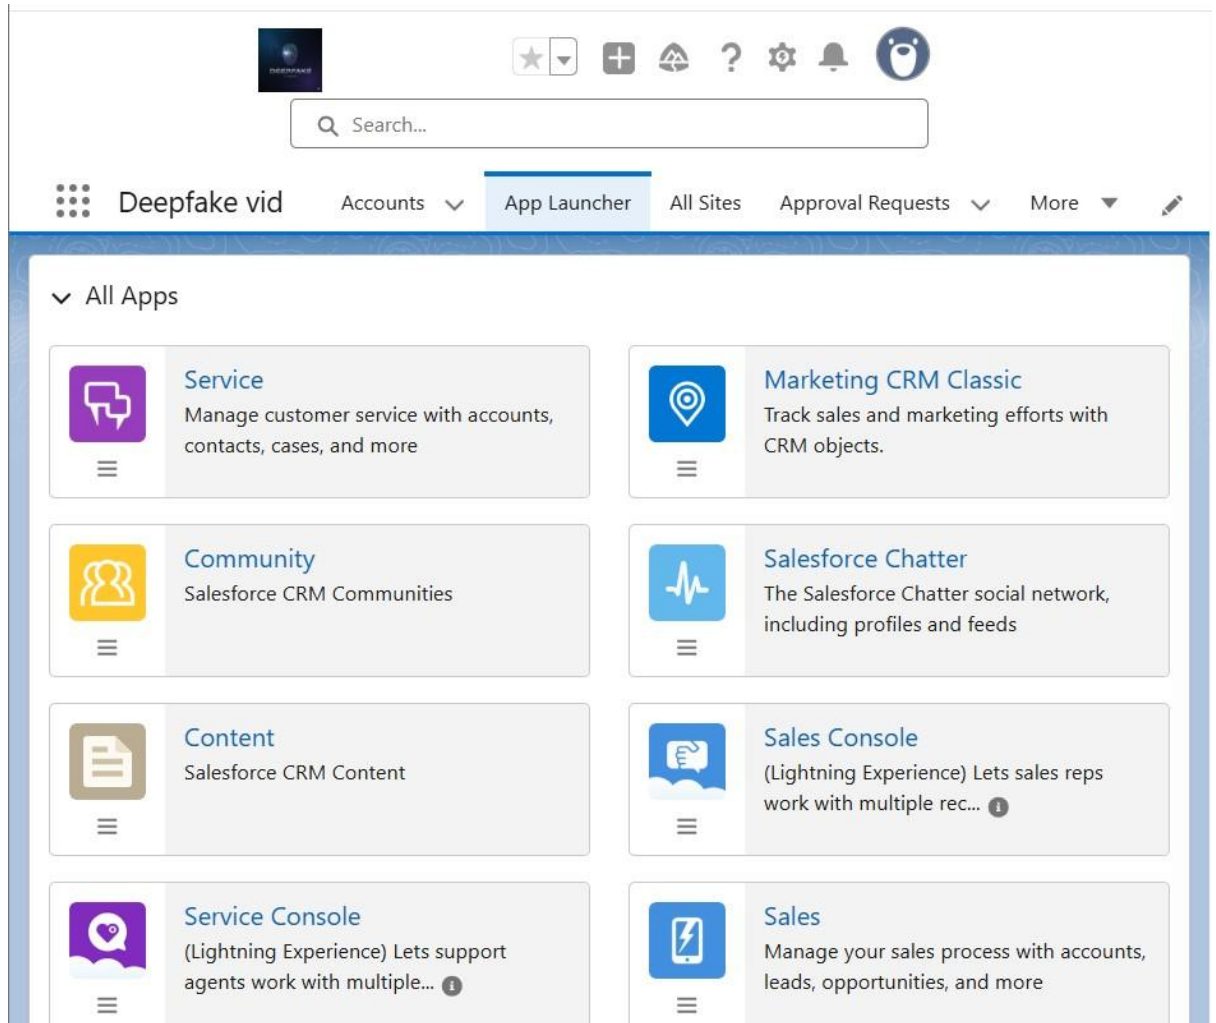 DEEPFAKE
Search...
Deepfake vid
Accounts
App Launcher
All Sites
Approval Requests
More
All Apps
Service
Manage customer service with accounts,
contacts, cases, and more
Marketing CRM Classic
Track sales and marketing efforts with
CRM objects.
Community
Salesforce CRM Communities
Salesforce Chatter
The Salesforce Chatter social network,
including profiles and feeds
Content
Salesforce CRM Content
Sales Console
(Lightning Experience) Lets sales reps
work with multiple rec...
Service Console
(Lightning Experience) Lets support
agents work with multiple...
Sales
Manage your sales process with accounts,
leads, opportunities, and more